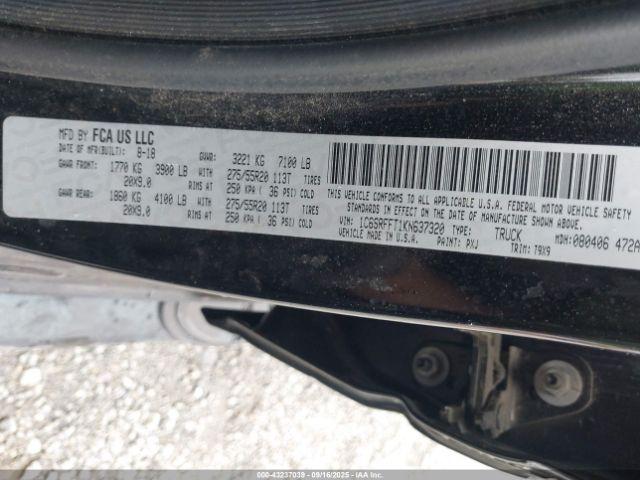 MFD BY FCA US LLC
DATE OF MFR(BUILT): 8-18 GVWR: 3221 KG 7100 LB
GAWR FRONT: 1770 KG 3900 LB WITH 275/55R20 113T TIRES
20X9.0 RIMS AT 250 KPA ( 36 PSI) COLD
GAWR REAR: 1860 KG 4100 LB WITH 275/55R20 113T TIRES
20X9.0 RIMS AT 250 KPA ( 36 PSI) COLD
THIS VEHICLE CONFORMS TO ALL APPLICABLE U.S.A. FEDERAL MOTOR VEHICLE SAFETY
STANDARDS IN EFFECT ON THE DATE OF MANUFACTURE SHOWN ABOVE.
VIN: 1C6SRFFT1KN637320 TYPE: TRUCK MDH:080406 472A
MADE IN U.S.A. PAINT: PXJ TRIM: T9X9
000-43237039 - 09/16/2025 - IAAI.CA